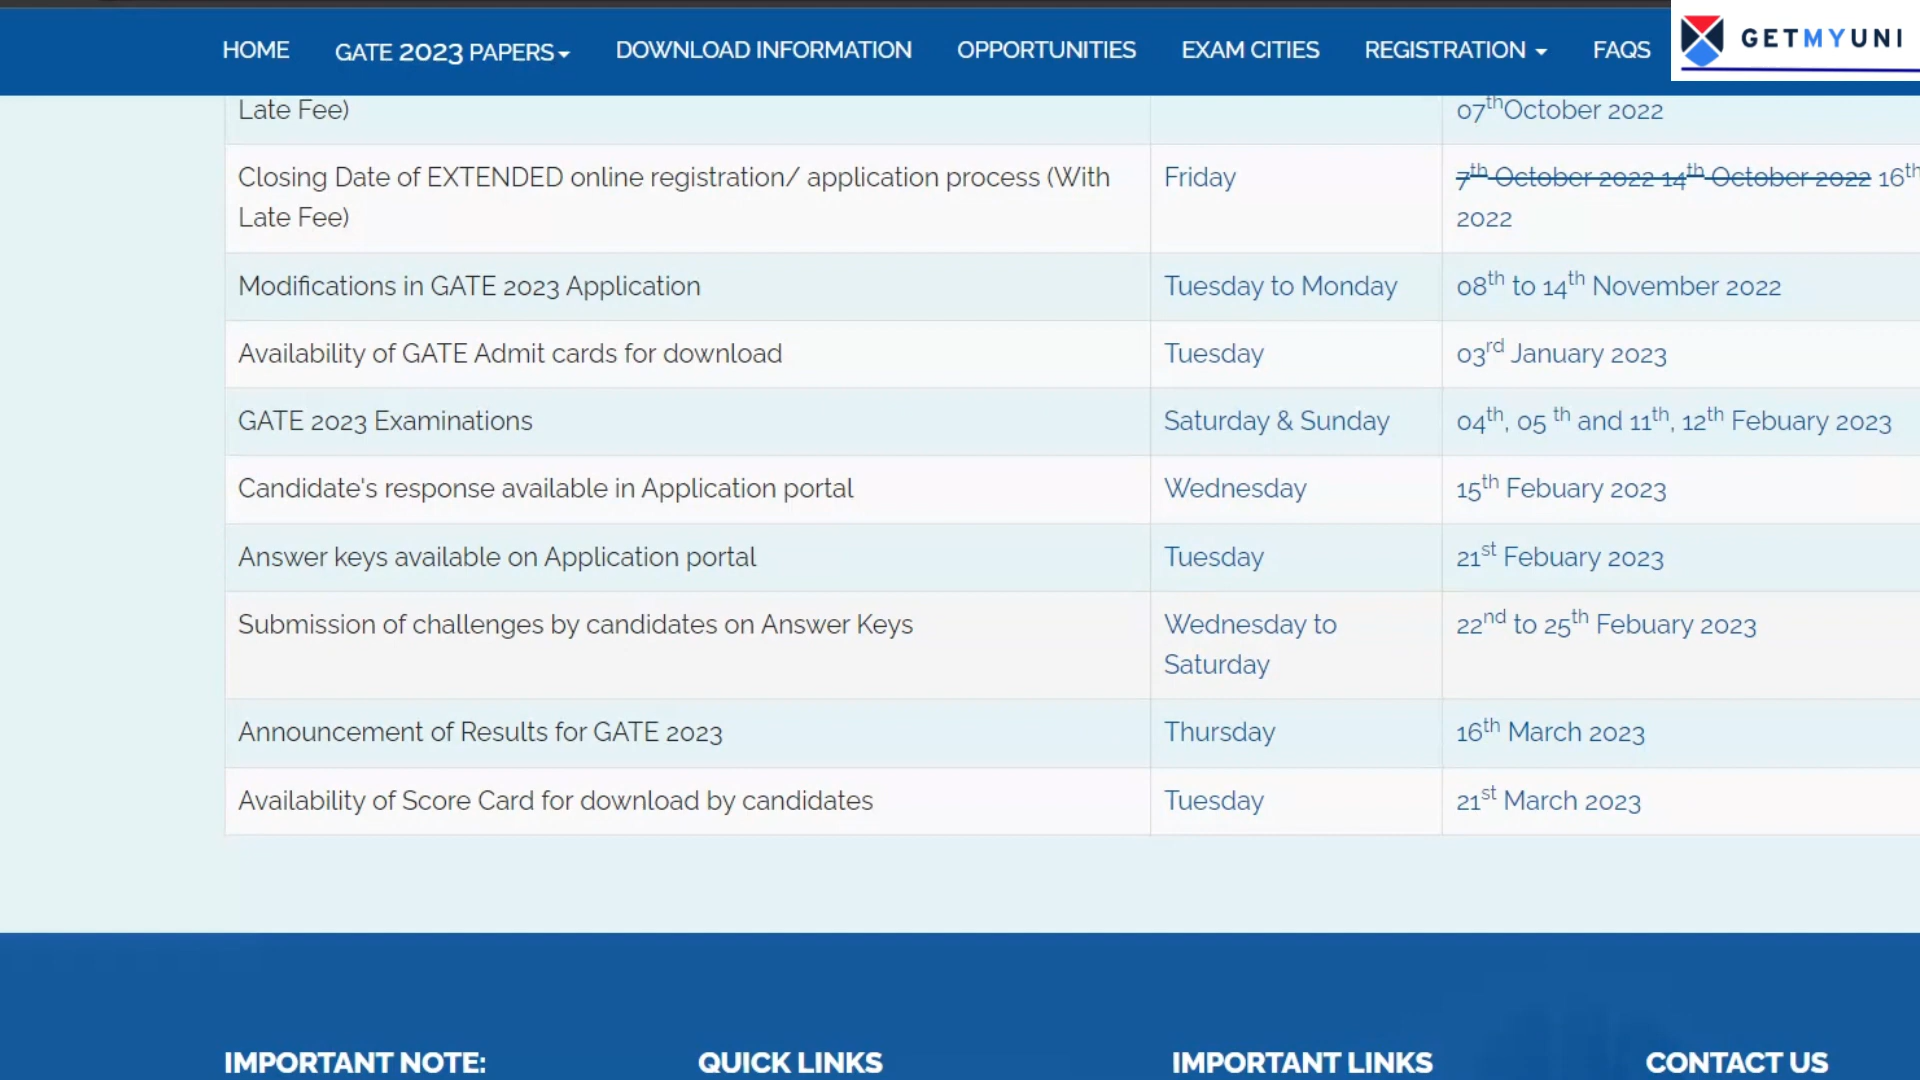 HOME GATE 2023 PAPERS DOWNLOAD INFORMATION OPPORTUNITIES EXAM CITIES REGISTRATION FAQS GETMYUNI
Late Fee) 07th October 2022
Closing Date of EXTENDED online registration/ application process (With Friday 7th October 2022 14th October 2022 16th
Late Fee) 2022
Modifications in GATE 2023 Application Tuesday to Monday 08th to 14th November 2022
Availability of GATE Admit cards for download Tuesday 03rd January 2023
GATE 2023 Examinations Saturday & Sunday 04th, 05 th and 11th, 12th Febuary 2023
Candidate's response available in Application portal Wednesday 15th Febuary 2023
Answer keys available on Application portal Tuesday 21st Febuary 2023
Submission of challenges by candidates on Answer Keys Wednesday to 22nd to 25th Febuary 2023
Saturday
Announcement of Results for GATE 2023 Thursday 16th March 2023
Availability of Score Card for download by candidates Tuesday 21st March 2023
IMPORTANT NOTE: QUICK LINKS IMPORTANT LINKS CONTACT US